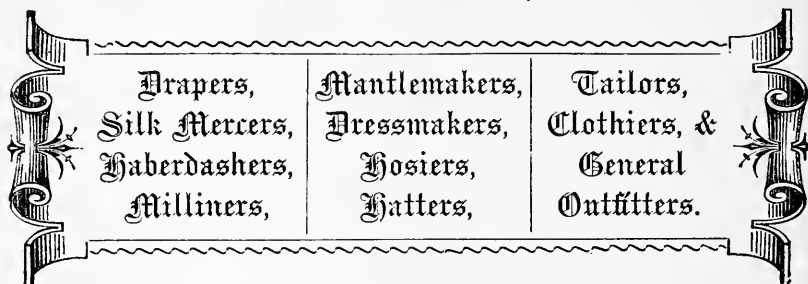 Drapers,
Silk Mercers,
Haberdashers,
Milliners,
Mantlemakers,
Dressmakers,
Hosiers,
Hatters,
Tailors,
Clothiers, &
General
Outfitters.